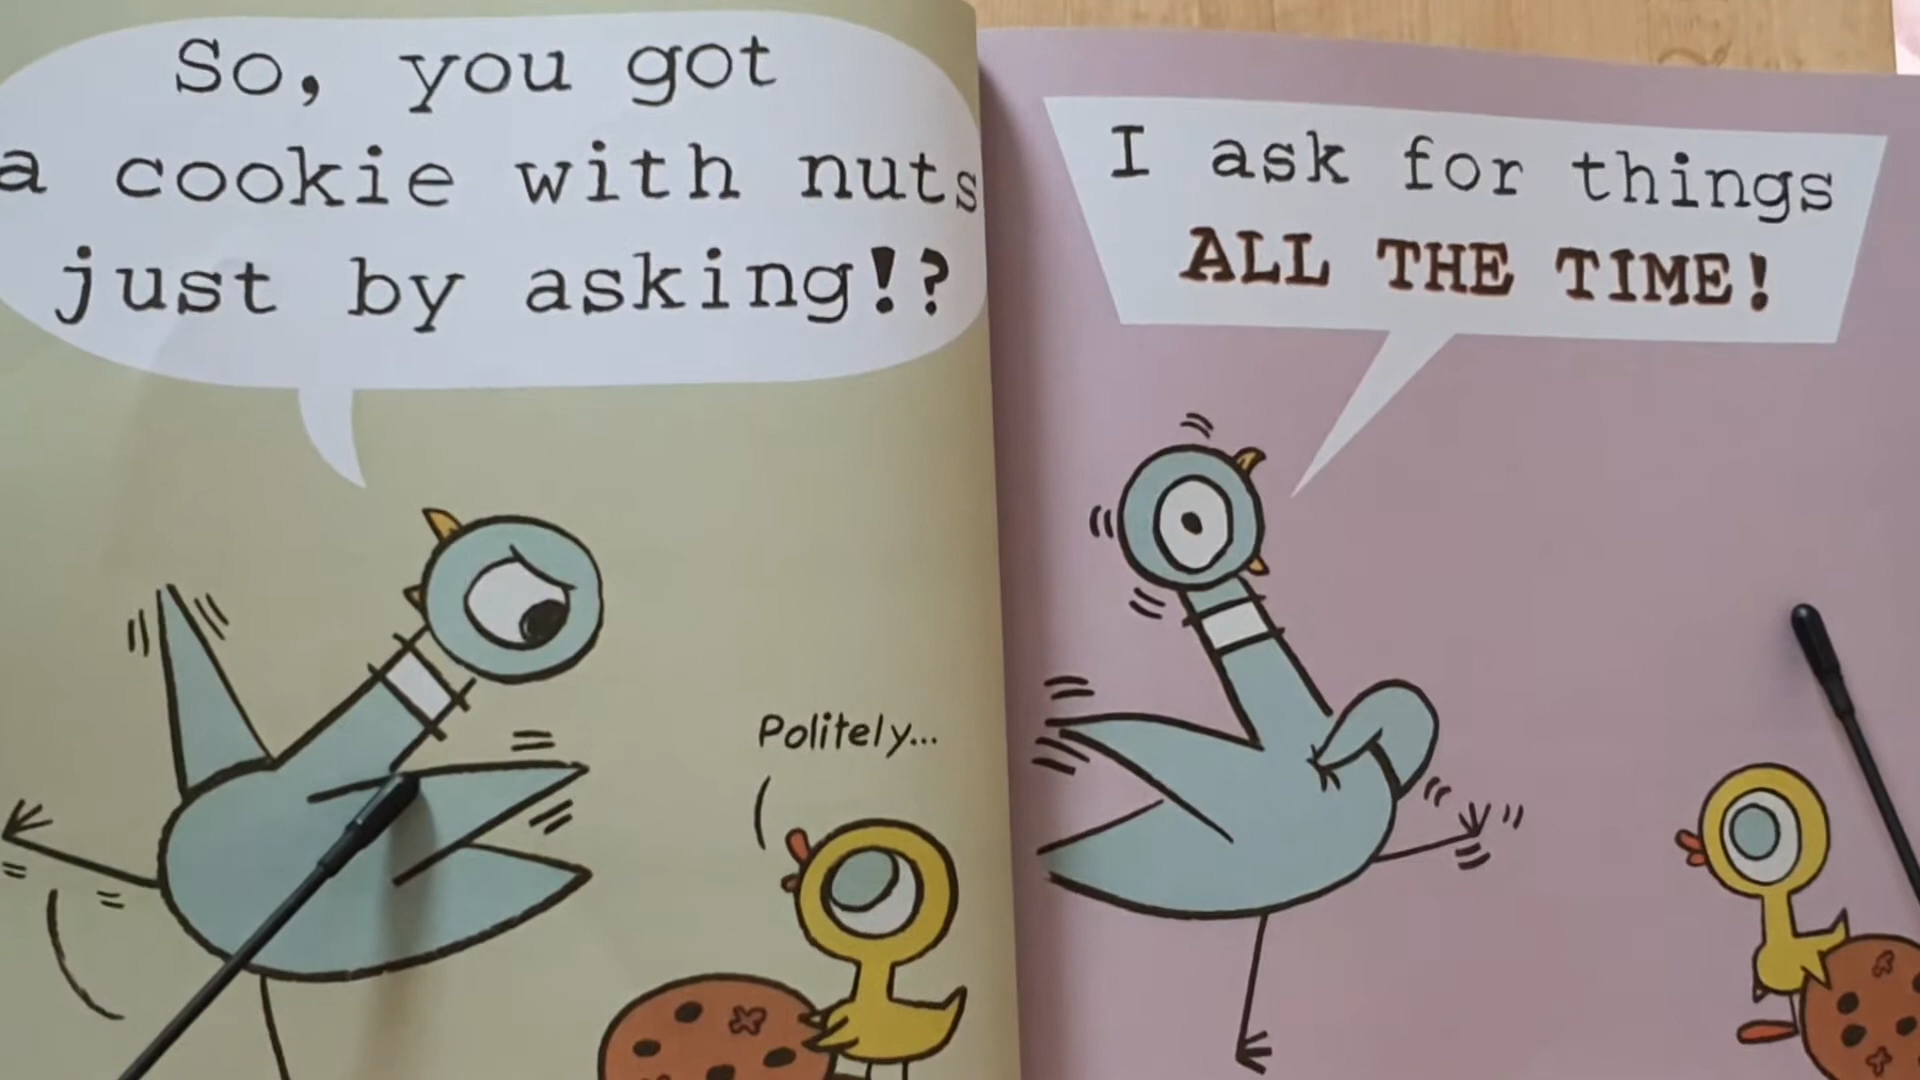 So, you got
a cookie with nuts
just by asking!?
Politely...
I ask for things
ALL THE TIME!